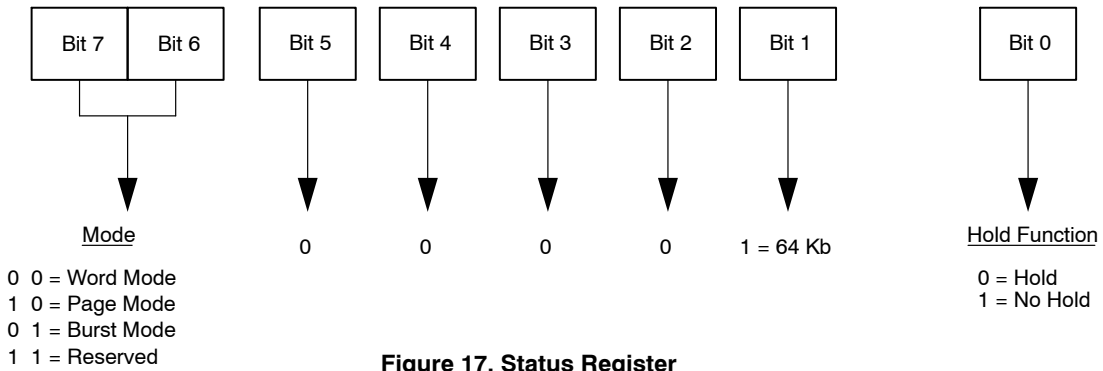 Bit 7 Bit 6 Bit 5 Bit 4 Bit 3 Bit 2 Bit 1 Bit 0
Mode 0 0 0 0 1 = 64 Kb Hold Function
0 0 = Word Mode
1 0 = Page Mode
0 1 = Burst Mode
1 1 = Reserved
0 = Hold
1 = No Hold
Figure 17. Status Register